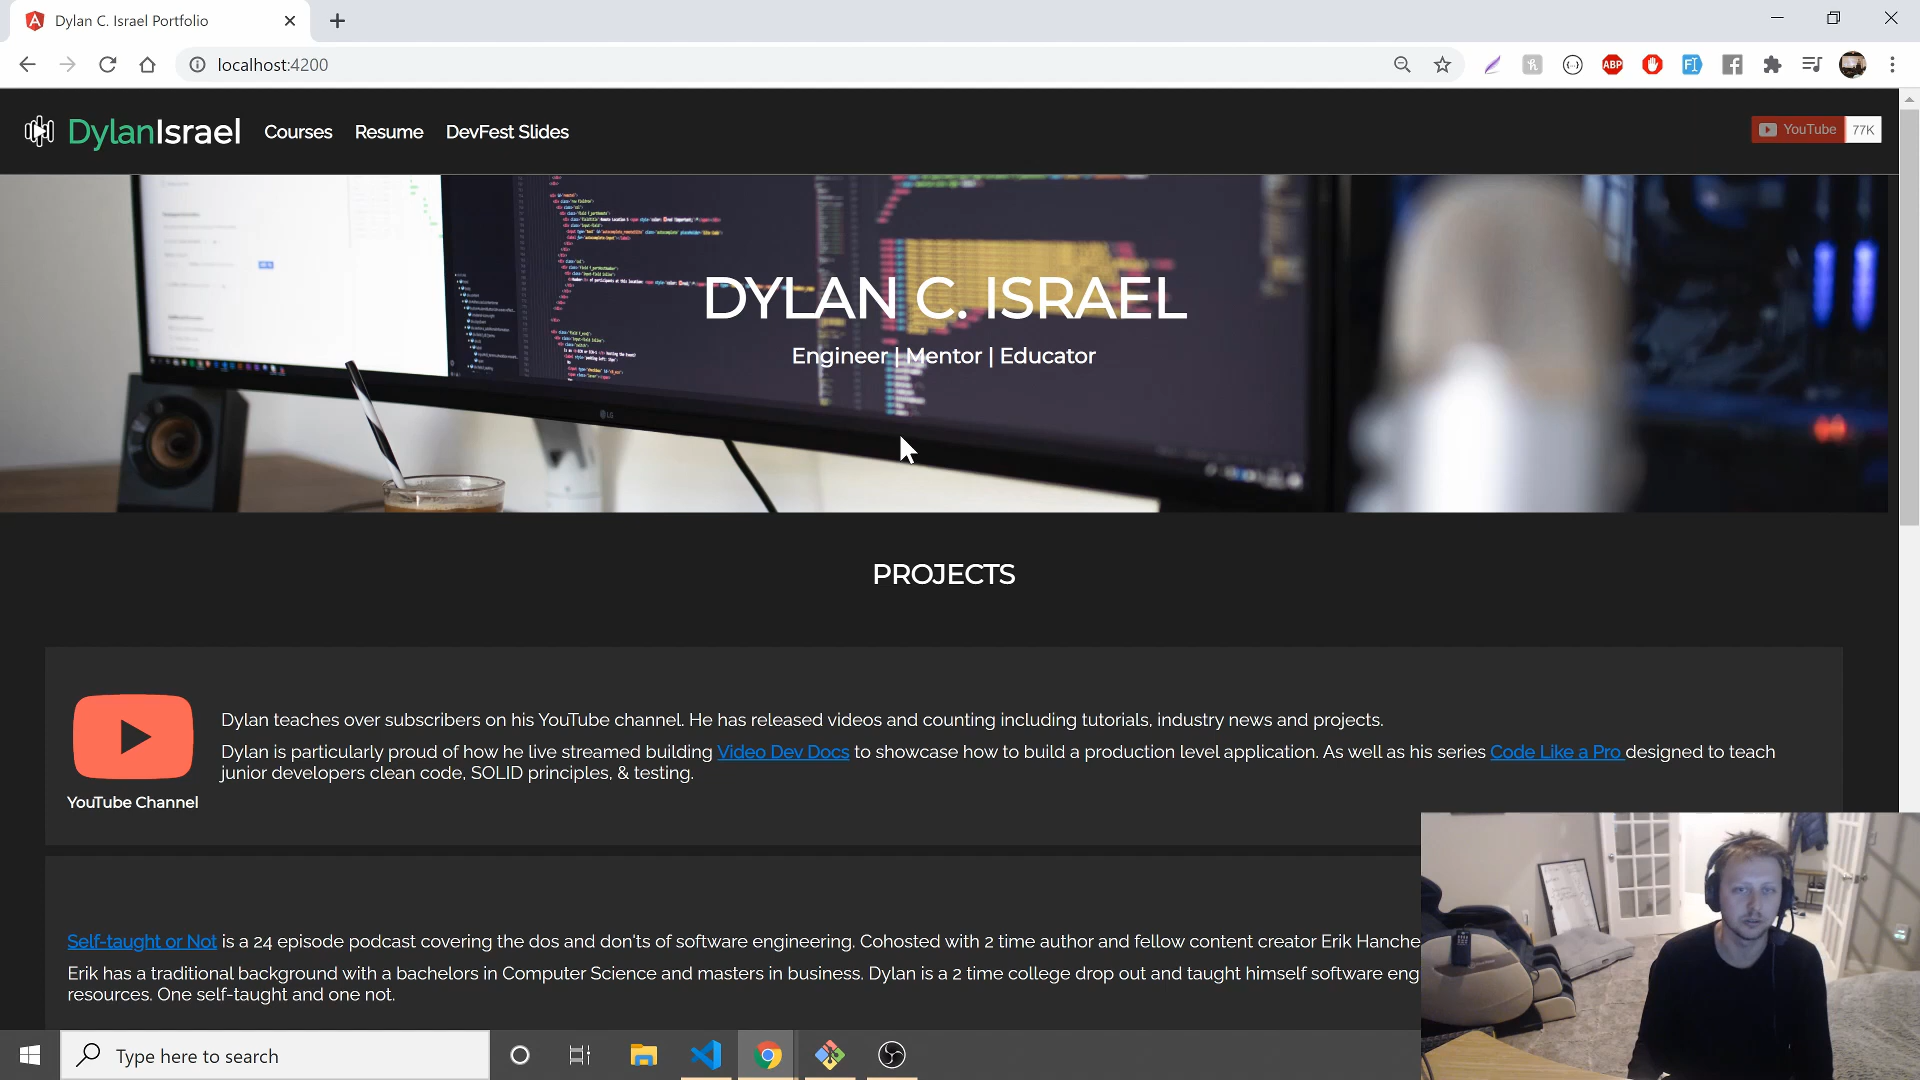 Dylan C. Israel Portfolio
localhost:4200
ABP
DylanIsrael
Courses
Resume
DevFest Slides
YouTube
77K
DYLAN C. ISRAEL
Engineer | Mentor | Educator
LG
PROJECTS
Dylan teaches over subscribers on his YouTube channel. He has released videos and counting including tutorials, industry news and projects.
Dylan is particularly proud of how he live streamed building Video Dev Docs to showcase how to build a production level application. As well as his series Code Like a Pro designed to teach
junior developers clean code, SOLID principles, & testing.
YouTube Channel
Self-taught or Not is a 24 episode podcast covering the dos and don'ts of software engineering. Cohosted with 2 time author and fellow content creator Erik Hanche
Erik has a traditional background with a bachelors in Computer Science and masters in business. Dylan is a 2 time college drop out and taught himself software eng
resources. One self-taught and one not.
Type here to search